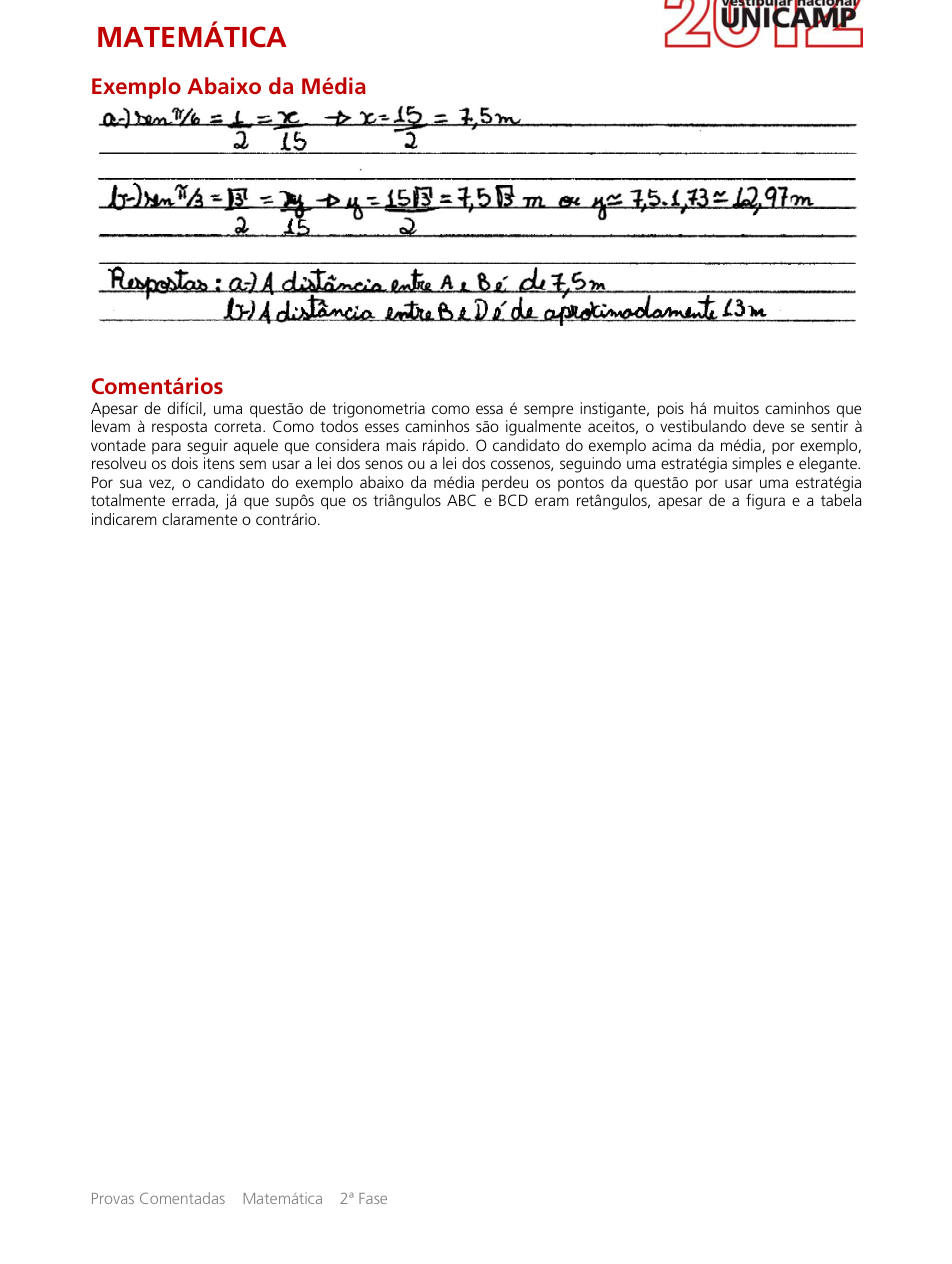 vestibular nacional
2012
UNICAMP
MATEMÁTICA
Exemplo Abaixo da Média
a-) sen π/6 = 1/2 = x/15 → x = 15/2 = 7,5 m
b-) sen π/3 = √3/2 = y/15 → y = 15√3/2 = 7,5√3 m ou y ≃ 7,5 . 1,73 ≃ 12,97 m
Respostas : a-) A distância entre A e B é de 7,5 m
b-) A distância entre B e D é de aproximadamente 13 m
Comentários
Apesar de difícil, uma questão de trigonometria como essa é sempre instigante, pois há muitos caminhos que
levam à resposta correta. Como todos esses caminhos são igualmente aceitos, o vestibulando deve se sentir à
vontade para seguir aquele que considera mais rápido. O candidato do exemplo acima da média, por exemplo,
resolveu os dois itens sem usar a lei dos senos ou a lei dos cossenos, seguindo uma estratégia simples e elegante.
Por sua vez, o candidato do exemplo abaixo da média perdeu os pontos da questão por usar uma estratégia
totalmente errada, já que supôs que os triângulos ABC e BCD eram retângulos, apesar de a figura e a tabela
indicarem claramente o contrário.
Provas Comentadas Matemática 2ª Fase